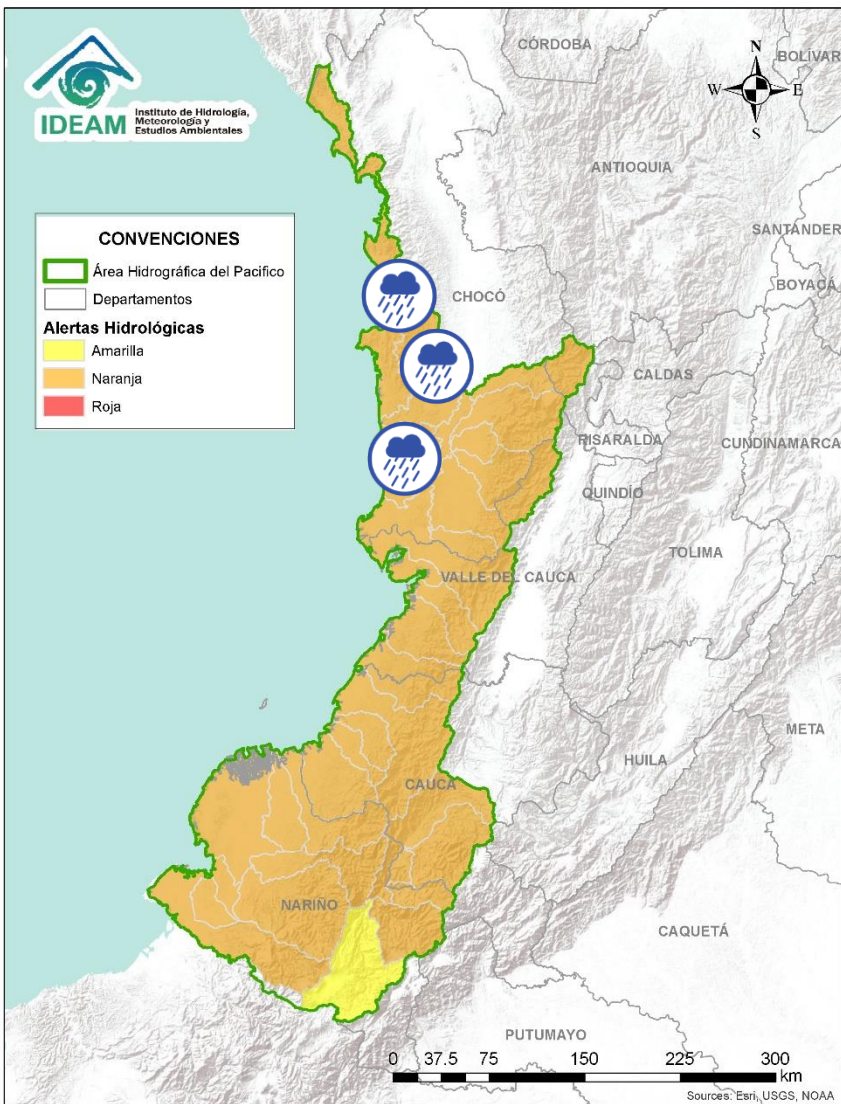 IDEAM
Instituto de Hidrología,
Meteorología y
Estudios Ambientales
CÓRDOBA
BOLÍVAR
N
W
E
S
ANTIOQUIA
SANTANDER
CONVENCIONES
Área Hidrográfica del Pacifico
Departamentos
Alertas Hidrológicas
Amarilla
Naranja
Roja
BOYACÁ
CHOCÓ
CALDAS
RISARALDA
CUNDINAMARCA
QUINDÍO
TOLIMA
VALLE DEL CAUCA
META
HUILA
CAUCA
NARIÑO
CAQUETÁ
PUTUMAYO
0 37.5 75 150 225 300
km
Sources: Esri, USGS, NOAA